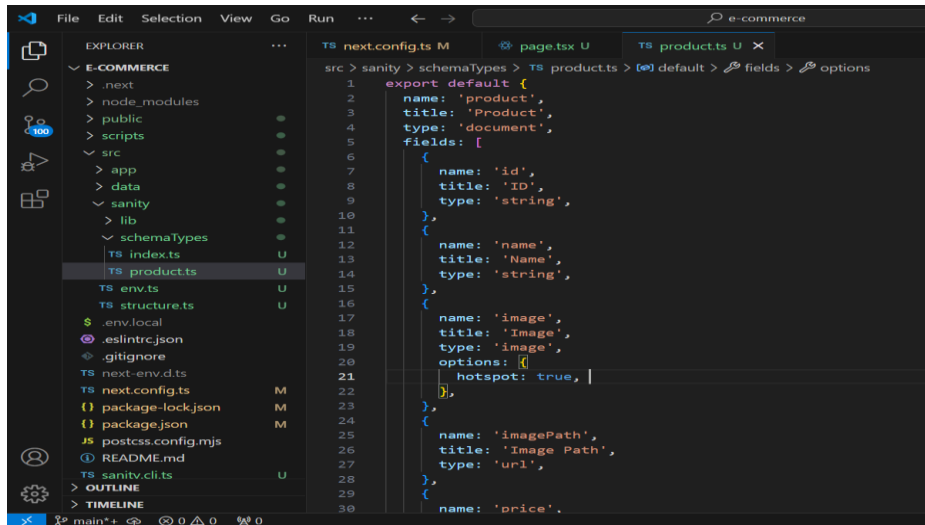 File Edit Selection View Go Run ··· ← → e-commerce
EXPLORER ···
E-COMMERCE
.next
node_modules
public
scripts
src
app
data
sanity
lib
schemaTypes
TS index.ts U
TS product.ts U
TS env.ts U
TS structure.ts U
$ .env.local
.eslintrc.json
.gitignore
TS next-env.d.ts
TS next.config.ts M
{} package-lock.json M
{} package.json M
JS postcss.config.mjs
README.md
TS sanity.cli.ts U
OUTLINE
TIMELINE
100
TS next.config.ts M page.tsx U TS product.ts U ×
src > sanity > schemaTypes > TS product.ts > default > fields > options
1 export default {
2 name: 'product',
3 title: 'Product',
4 type: 'document',
5 fields: [
6 {
7 name: 'id',
8 title: 'ID',
9 type: 'string',
10 },
11 {
12 name: 'name',
13 title: 'Name',
14 type: 'string',
15 },
16 {
17 name: 'image',
18 title: 'Image',
19 type: 'image',
20 options: {
21 hotspot: true,
22 },
23 },
24 {
25 name: 'imagePath',
26 title: 'Image Path',
27 type: 'url',
28 },
29 {
30 name: 'price',
main*+ 0 0 0